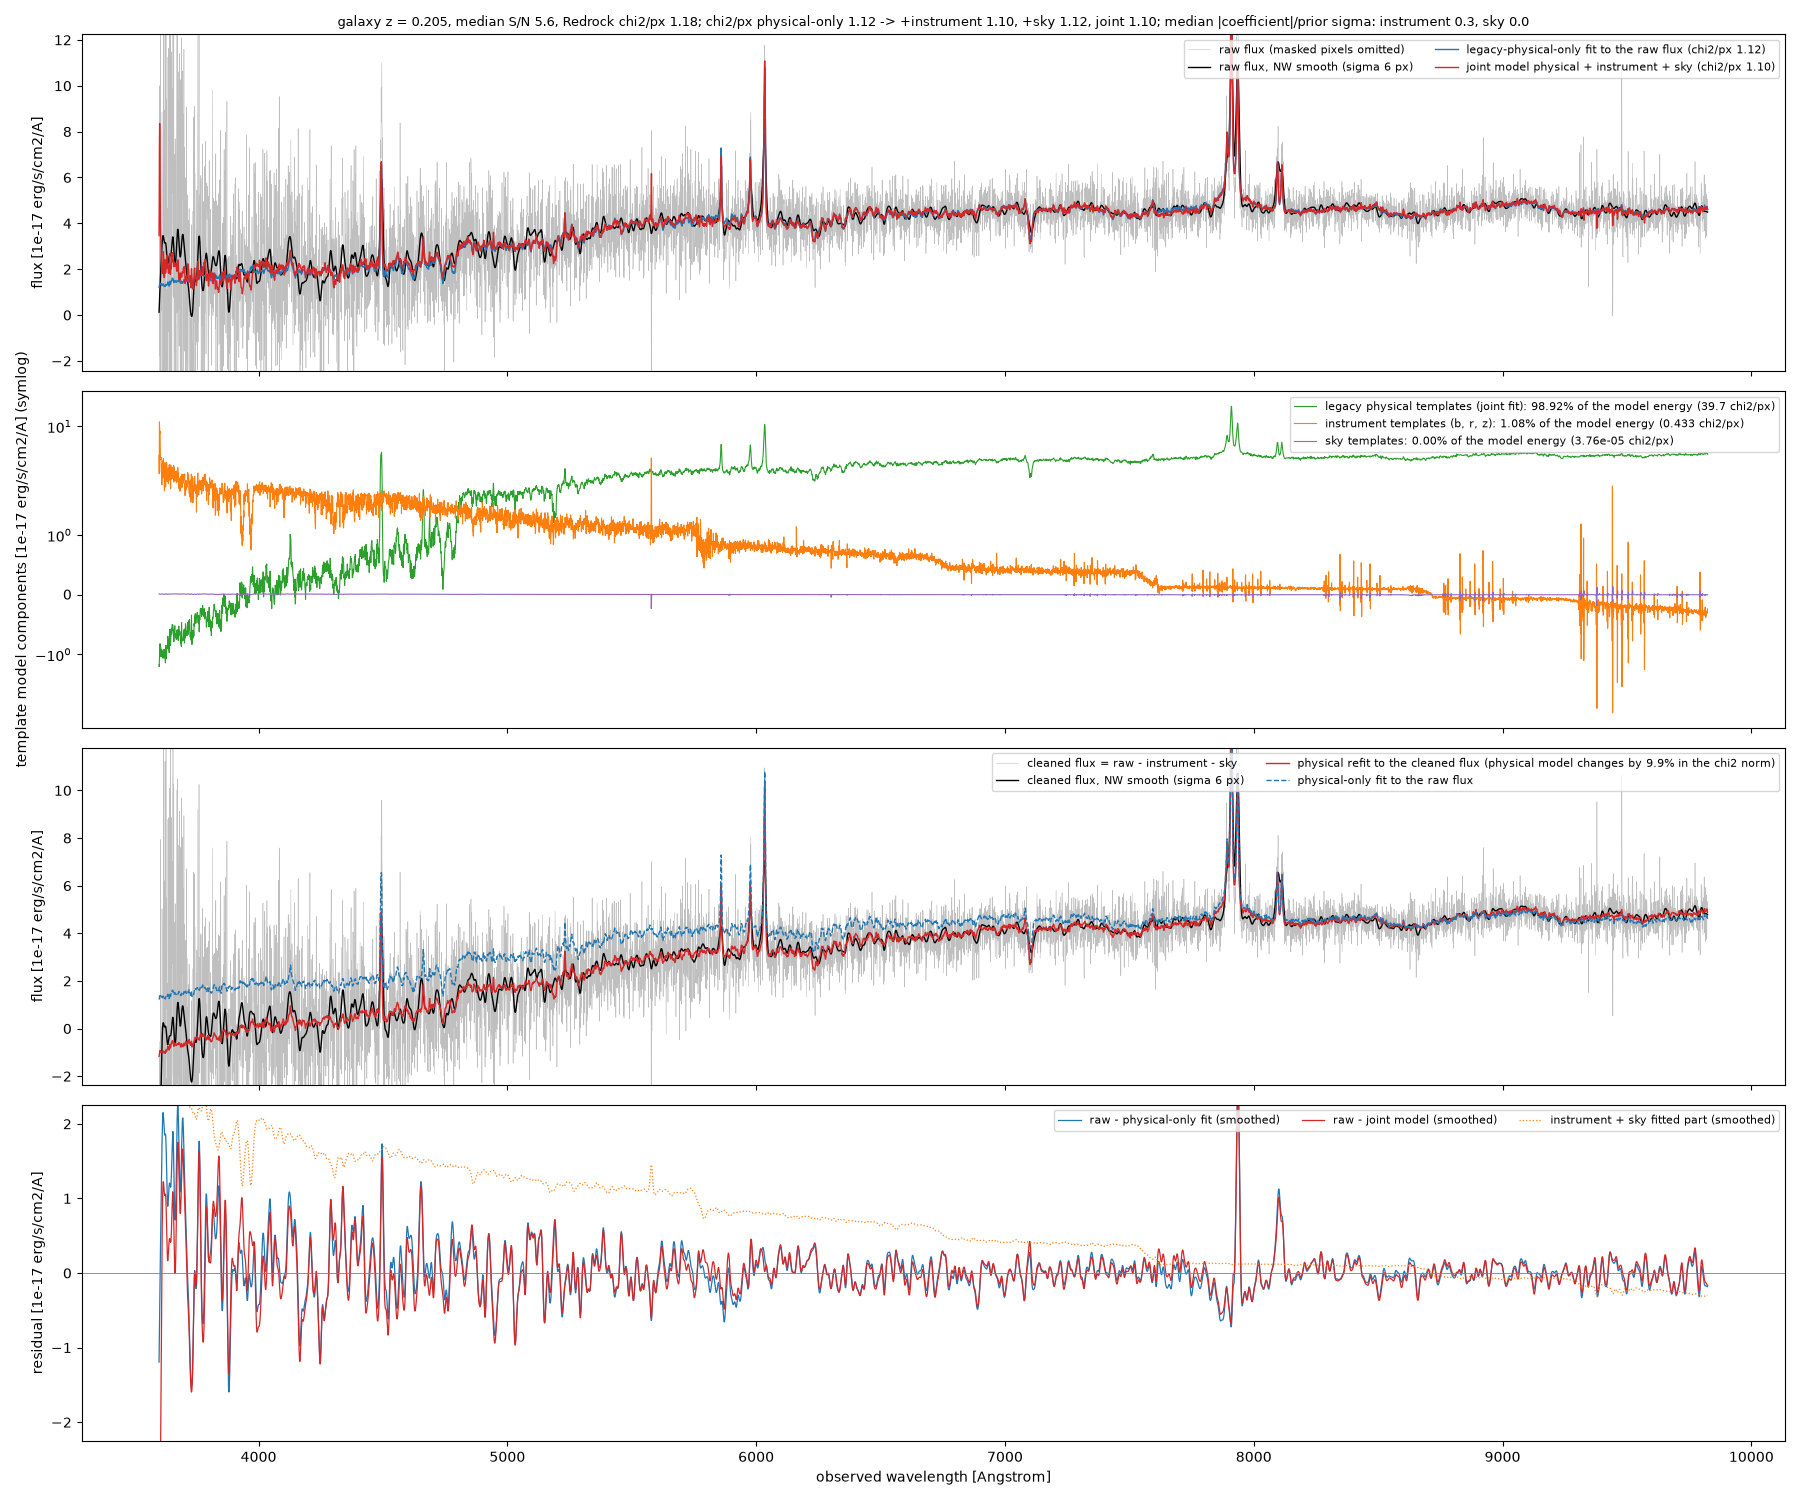 galaxy z = 0.205, median S/N 5.6, Redrock chi2/px 1.18; chi2/px physical-only 1.12 -> +instrument 1.10, +sky 1.12, joint 1.10; median |coefficient|/prior sigma: instrument 0.3, sky 0.0
raw flux (masked pixels omitted)
raw flux, NW smooth (sigma 6 px)
legacy-physical-only fit to the raw flux (chi2/px 1.12)
joint model physical + instrument + sky (chi2/px 1.10)
12
10
8
6
4
2
0
−2
flux [1e-17 erg/s/cm2/A]
legacy physical templates (joint fit): 98.92% of the model energy (39.7 chi2/px)
instrument templates (b, r, z): 1.08% of the model energy (0.433 chi2/px)
sky templates: 0.00% of the model energy (3.76e-05 chi2/px)
10¹
10⁰
0
−10⁰
template model components [1e-17 erg/s/cm2/A] (symlog)
cleaned flux = raw - instrument - sky
cleaned flux, NW smooth (sigma 6 px)
physical refit to the cleaned flux (physical model changes by 9.9% in the chi2 norm)
physical-only fit to the raw flux
10
8
6
4
2
0
−2
flux [1e-17 erg/s/cm2/A]
raw - physical-only fit (smoothed)
raw - joint model (smoothed)
instrument + sky fitted part (smoothed)
2
1
0
−1
−2
residual [1e-17 erg/s/cm2/A]
4000
5000
6000
7000
8000
9000
10000
observed wavelength [Angstrom]